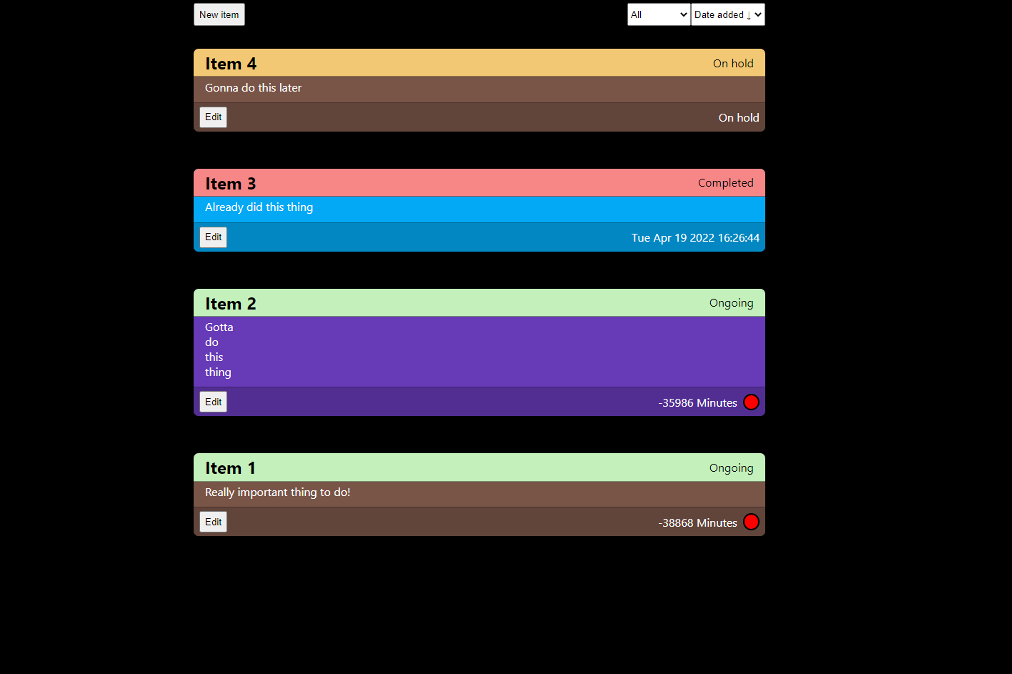 New item All Date added ↓
Item 4 On hold
Gonna do this later
Edit On hold
Item 3 Completed
Already did this thing
Edit Tue Apr 19 2022 16:26:44
Item 2 Ongoing
Gotta
do
this
thing
Edit -35986 Minutes
Item 1 Ongoing
Really important thing to do!
Edit -38868 Minutes